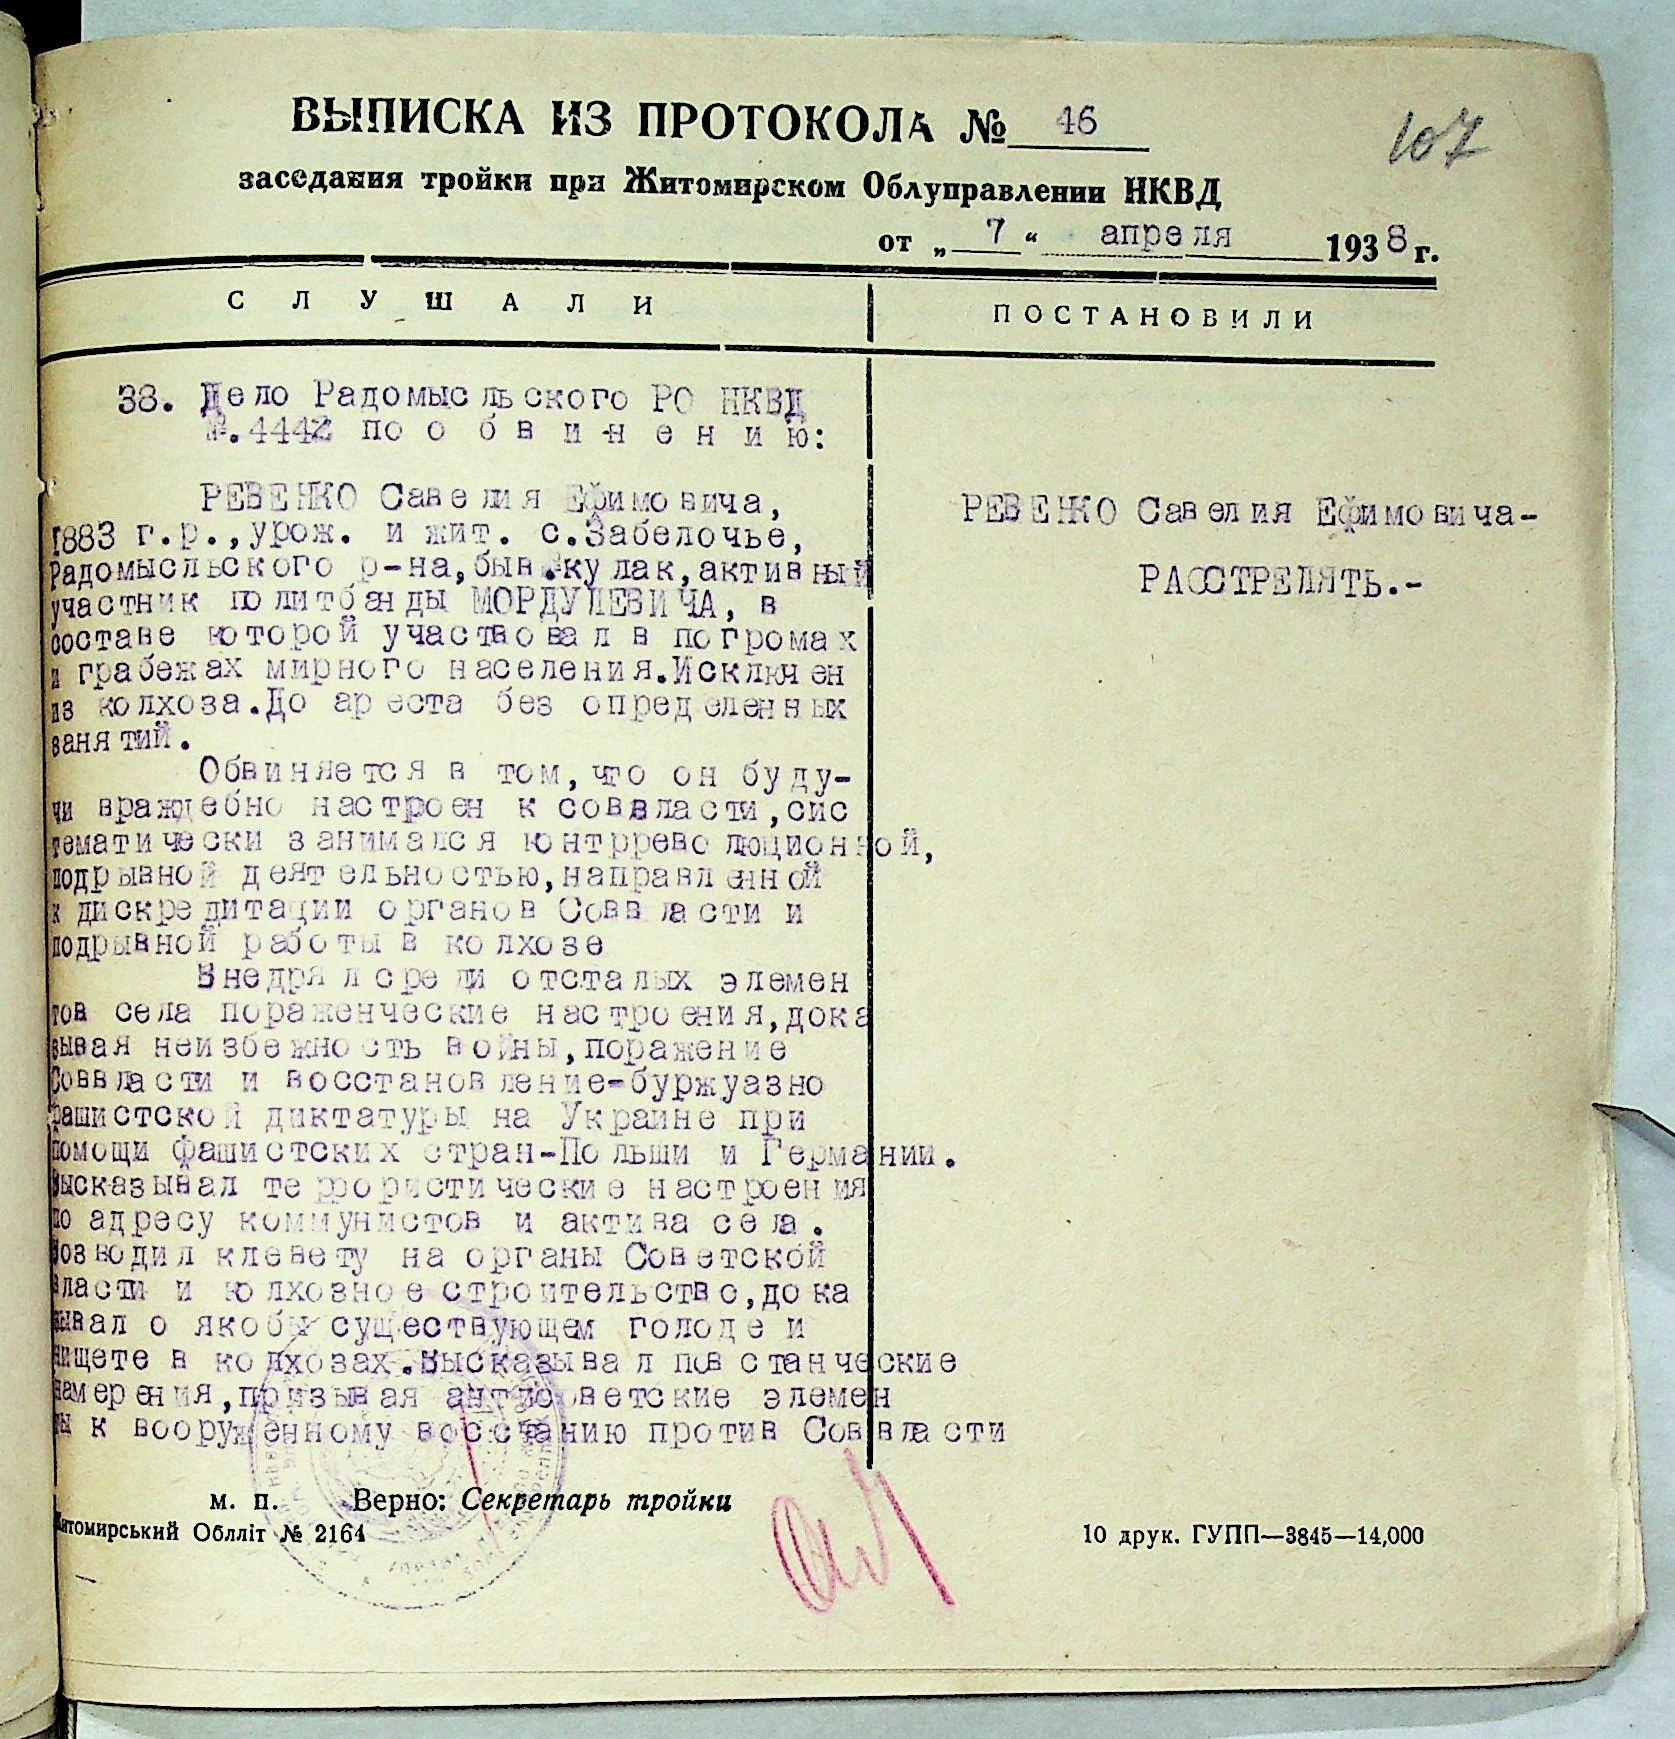 ВЫПИСКА ИЗ ПРОТОКОЛА № 46
107
заседания тройки при Житомирском Облуправлении НКВД
от „ 7 “ апреля 1938 г.
СЛУШАЛИ
ПОСТАНОВИЛИ
38. Дело Радомысльского РО НКВД
№.4442 по о б в и н е н и ю:
РЕВЕНКО Савелия Ефимовича,
1883 г.р.,урож. и жит. с.Забелочье,
Радомысльского р-на,быв.кулак,активный
участник политбанды МОРДУЛЕВИЧА, в
составе которой участвовал в погромах
и грабежах мирного населения.Исключен
из колхоза.До ареста без определенных
занятий.
Обвиняется в том,что он буду-
чи враждебно настроен к соввласти,сис
тематически занимался контрреволюционной,
подрывной деятельностью,направленной
к дискредитации органов Соввласти и
подрывной работы в колхозе
Внедрял среди отсталых элемен
тов села пораженческие настроения,дока
зывая неизбежность войны,поражение
Соввласти и восстановление-буржуазно
фашистской диктатуры на Украине при
помощи фашистских стран-Польши и Германии.
Высказывал террористические настроения
по адресу коммунистов и актива села.
Возводил клевету на органы Советской
власти и колхозное строительство,дока
зывал о якобы существующем голоде и
нищете в колхозах.Высказывал повстанческие
намерения,призывая антисоветские элемен
ты к вооруженному восстанию против Соввласти
РЕВЕНКО Савелия Ефимовича-
РАССТРЕЛЯТЬ.-
м. п. Верно: Секретарь тройки
Житомирський Обллiт № 2164
10 друк. ГУПП—3845—14,000